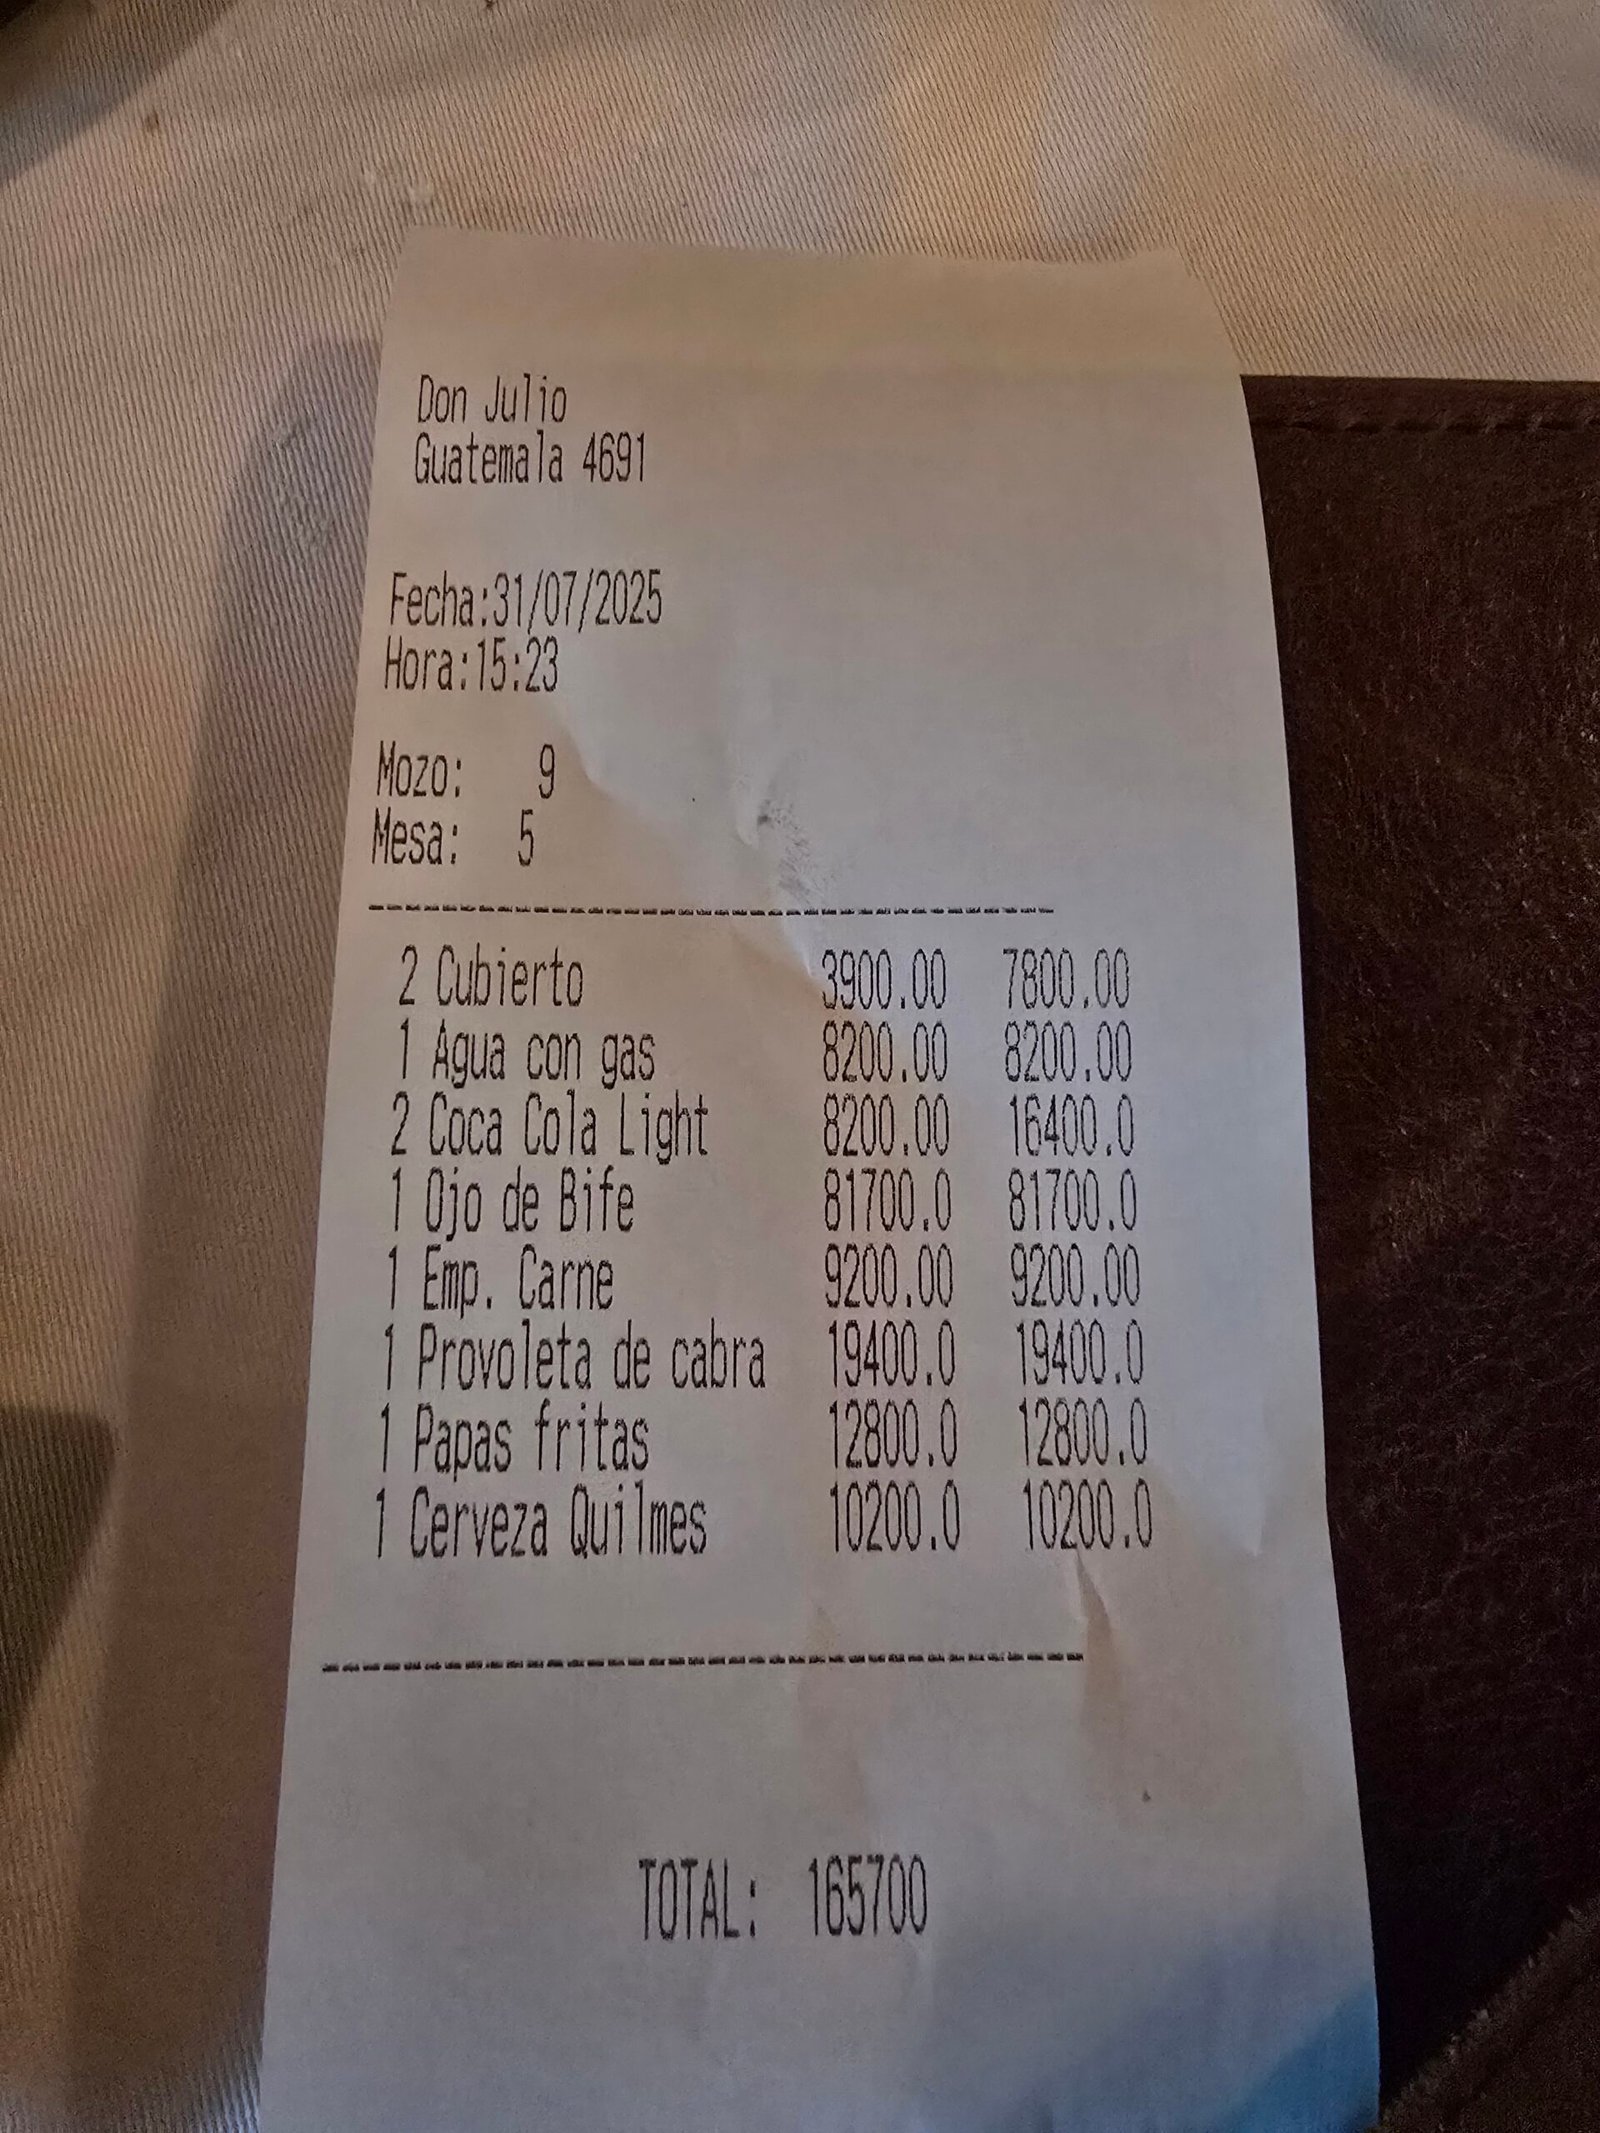 Don Julio
Guatemala 4691
Fecha:31/07/2025
Hora:15:23
Mozo: 9
Mesa: 5
2 Cubierto 3900.00 7800.00
1 Agua con gas 8200.00 8200.00
2 Coca Cola Light 8200.00 16400.0
1 Ojo de Bife 81700.0 81700.0
1 Emp. Carne 9200.00 9200.00
1 Provoleta de cabra 19400.0 19400.0
1 Papas fritas 12800.0 12800.0
1 Cerveza Quilmes 10200.0 10200.0
TOTAL: 165700